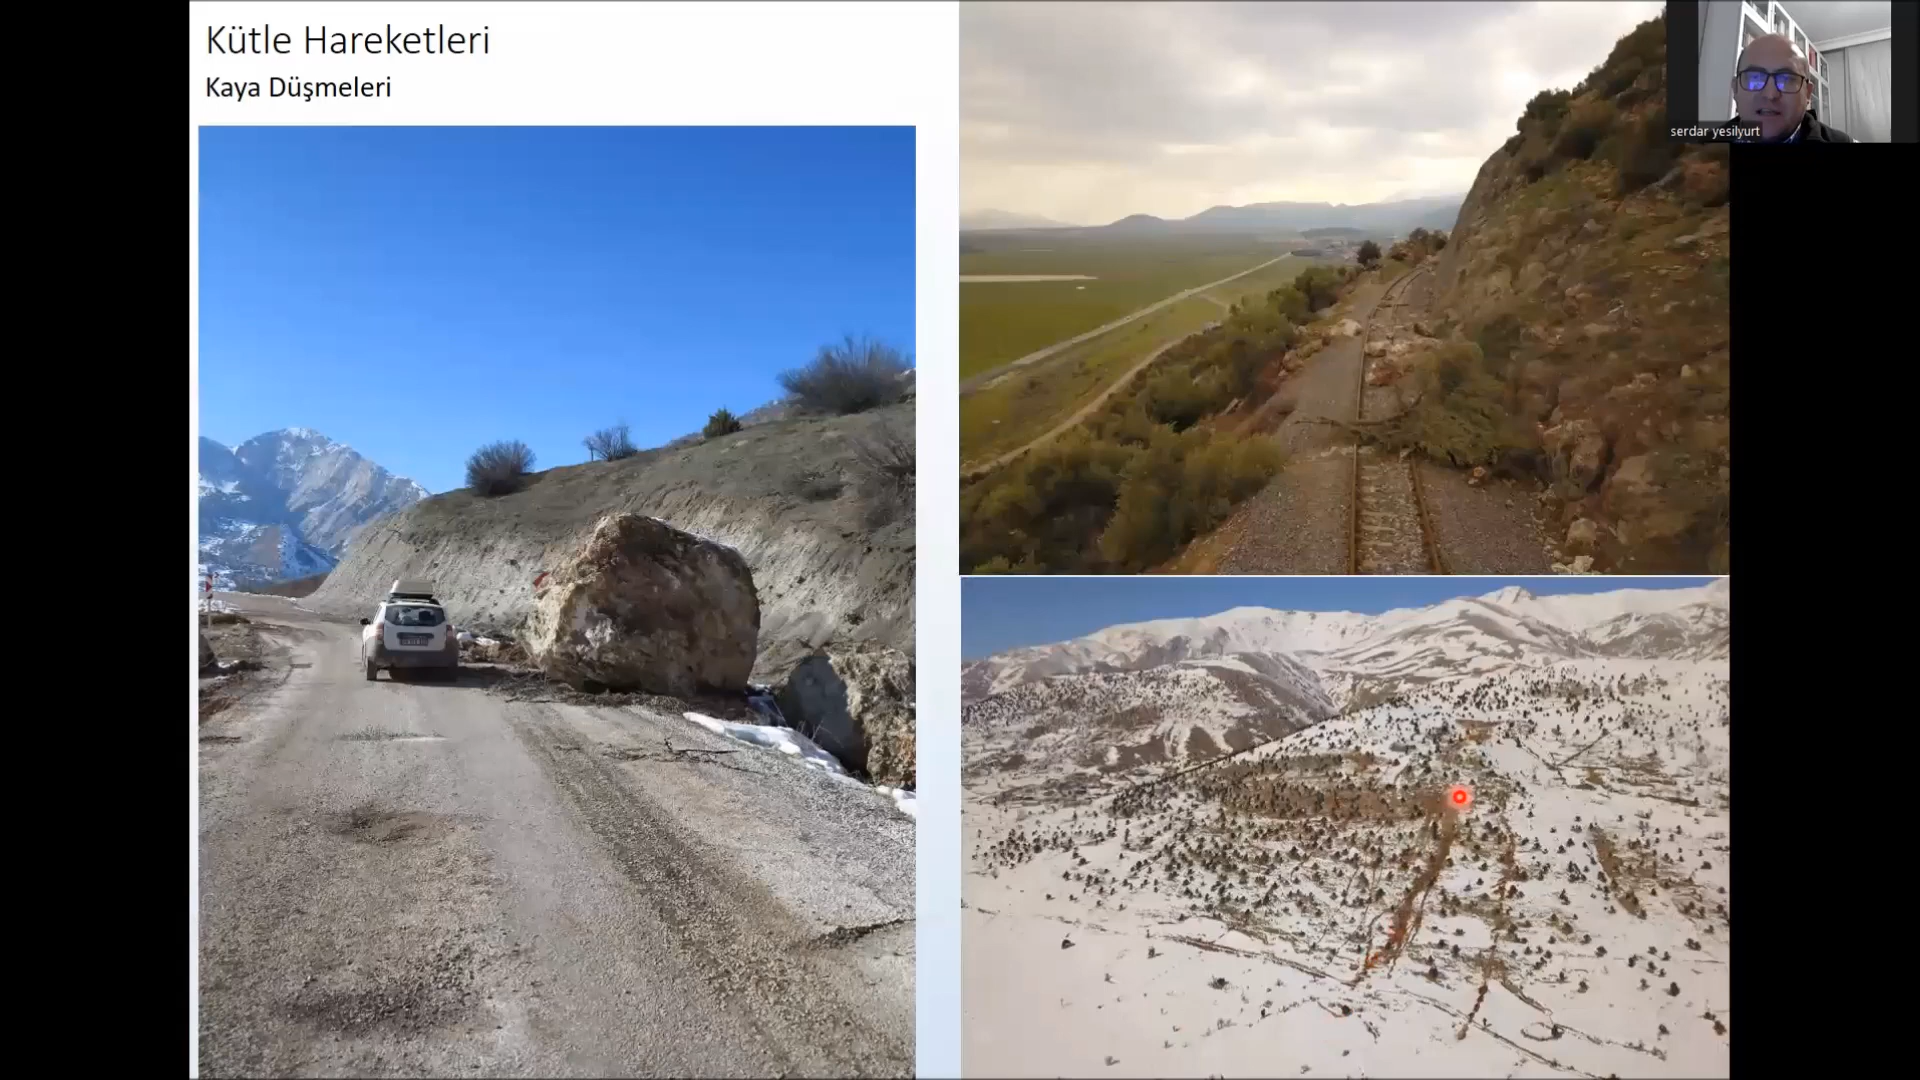 Kütle Hareketleri
Kaya Düşmeleri
serdar yesilyurt